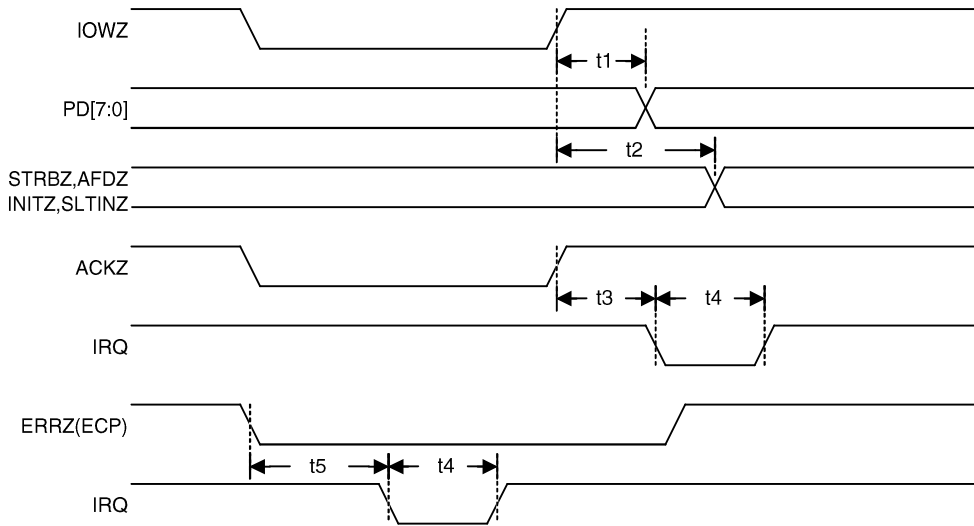 IOWZ
t1
PD[7:0]
t2
STRBZ,AFDZ
INITZ,SLTINZ
ACKZ
t3 t4
IRQ
ERRZ(ECP)
t5 t4
IRQ